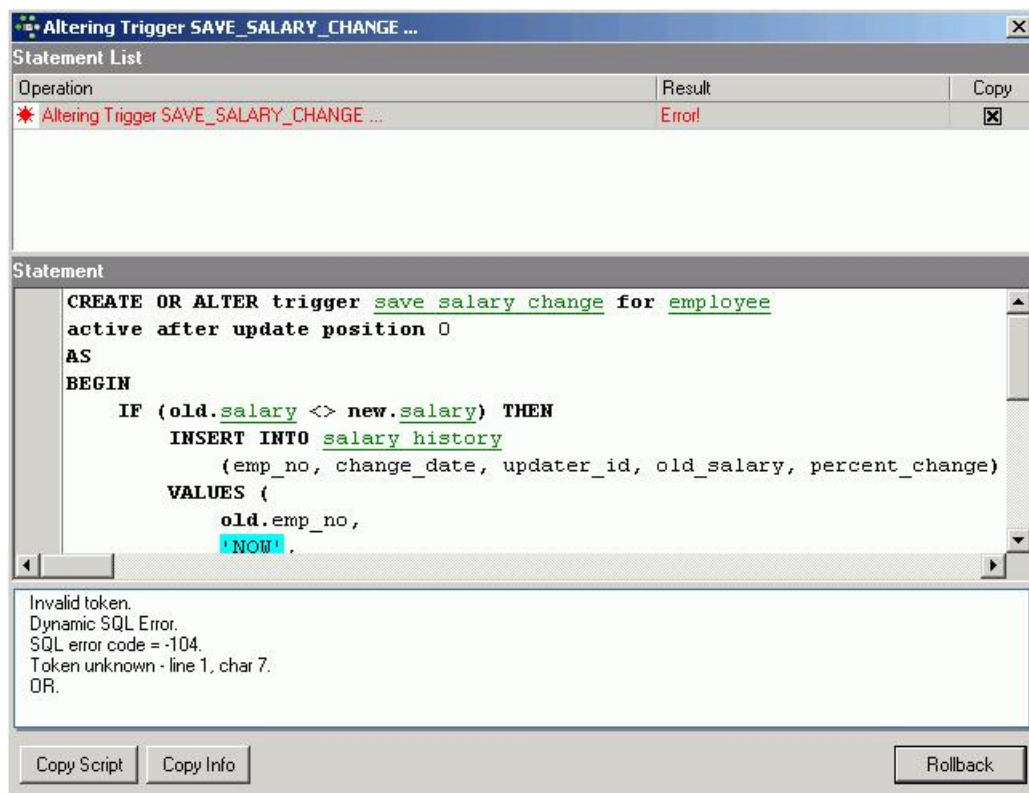 Altering Trigger SAVE_SALARY_CHANGE ...
Statement List
Operation Result Copy
Altering Trigger SAVE_SALARY_CHANGE ... Error!
Statement
CREATE OR ALTER trigger save_salary_change for employee
active after update position 0
AS
BEGIN
IF (old.salary <> new.salary) THEN
INSERT INTO salary_history
(emp_no, change_date, updater_id, old_salary, percent_change)
VALUES (
old.emp_no,
'NOW',
Invalid token.
Dynamic SQL Error.
SQL error code = -104.
Token unknown - line 1, char 7.
OR.
Copy Script Copy Info Rollback